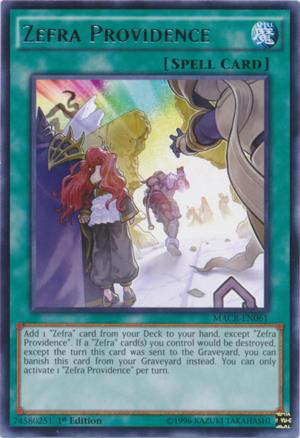 ZEFRA PROVIDENCE
[SPELL CARD]
MACR-EN061
Add 1 "Zefra" card from your Deck to your hand, except "Zefra
Providence". If a "Zefra" card(s) you control would be destroyed,
except the turn this card was sent to the Graveyard, you can
banish this card from your Graveyard instead. You can only
activate 1 "Zefra Providence" per turn.
74580251 1st Edition ©1996 KAZUKI TAKAHASHI